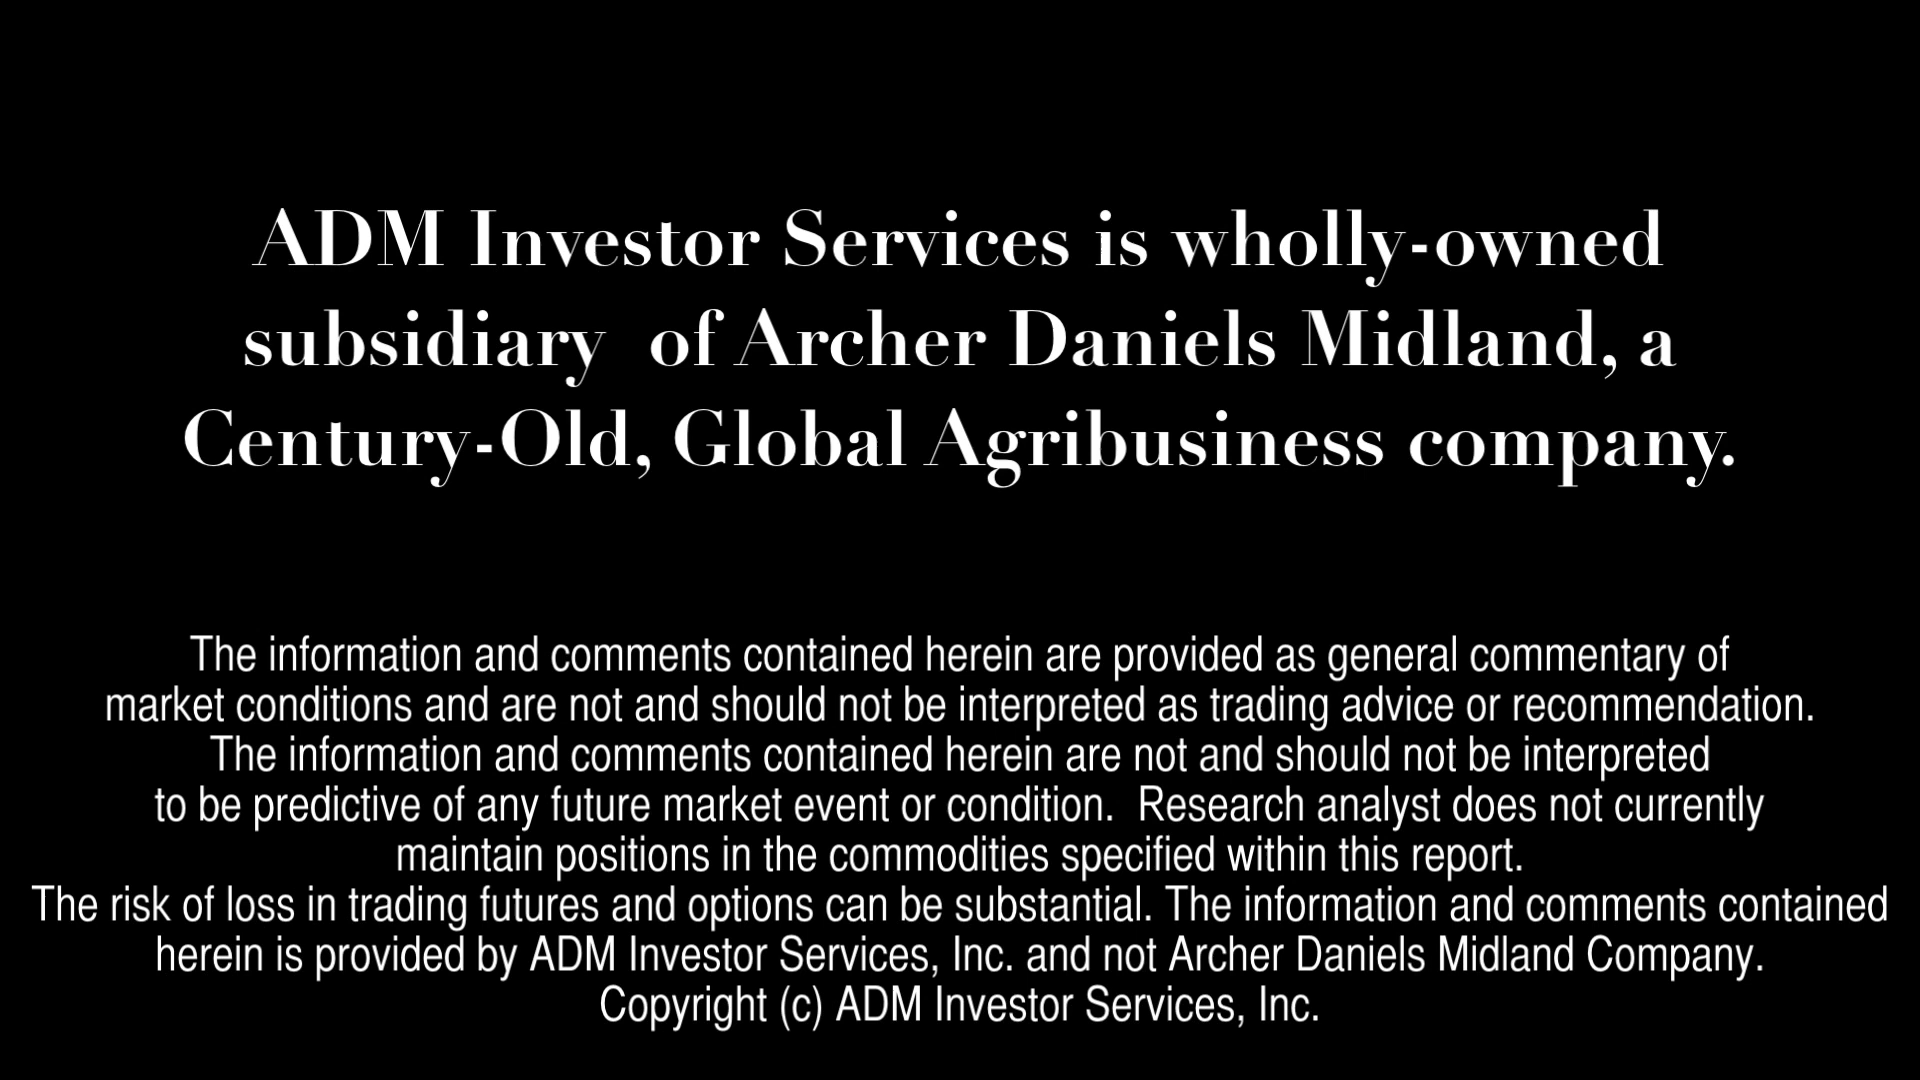 ADM Investor Services is wholly-owned
subsidiary  of Archer Daniels Midland, a
Century-Old, Global Agribusiness company.
The information and comments contained herein are provided as general commentary of
market conditions and are not and should not be interpreted as trading advice or recommendation.
The information and comments contained herein are not and should not be interpreted
to be predictive of any future market event or condition.  Research analyst does not currently
maintain positions in the commodities specified within this report.
The risk of loss in trading futures and options can be substantial. The information and comments contained
herein is provided by ADM Investor Services, Inc. and not Archer Daniels Midland Company.
Copyright (c) ADM Investor Services, Inc.